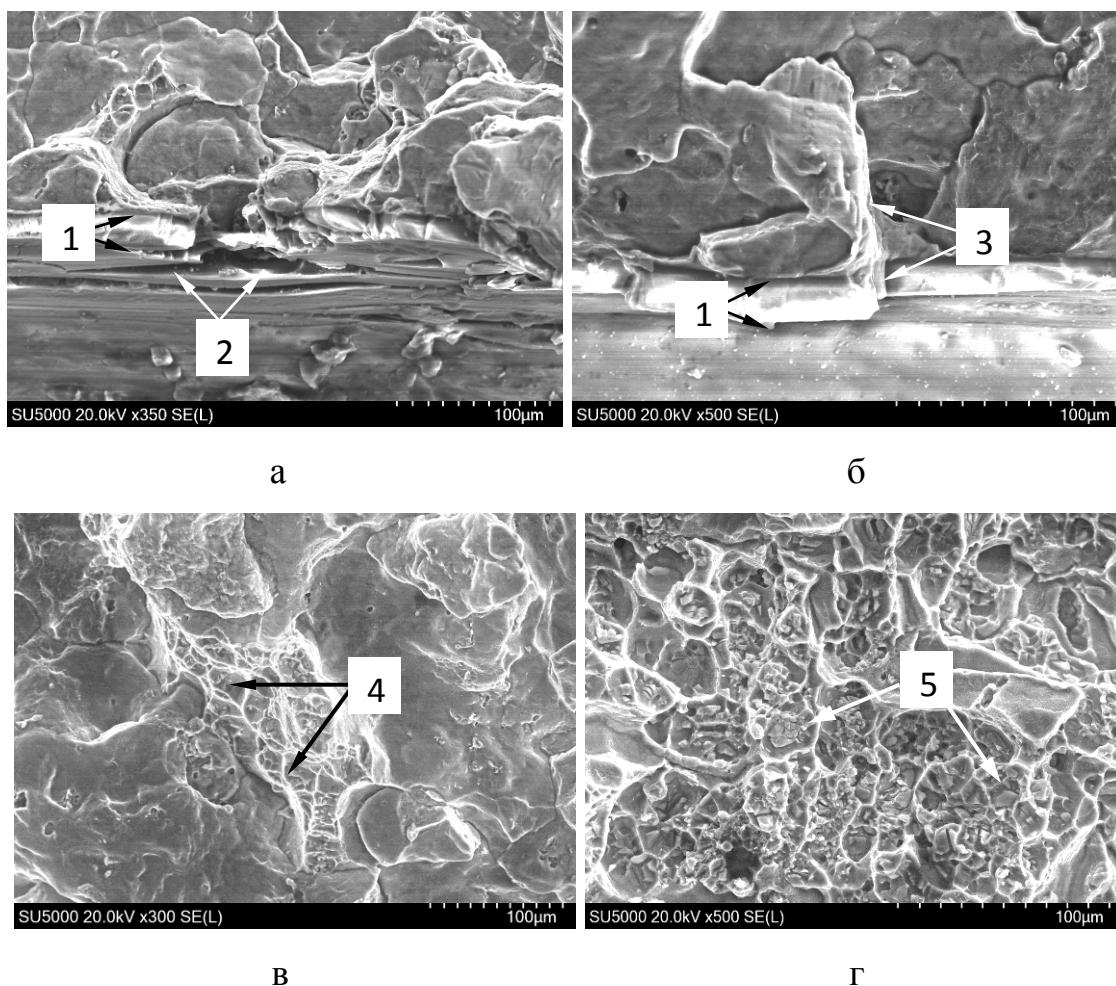 1
2
SU5000 20.0kV x350 SE(L) 100µm
3
1
SU5000 20.0kV x500 SE(L) 100µm
а
б
4
SU5000 20.0kV x300 SE(L) 100µm
5
SU5000 20.0kV x500 SE(L) 100µm
в
г